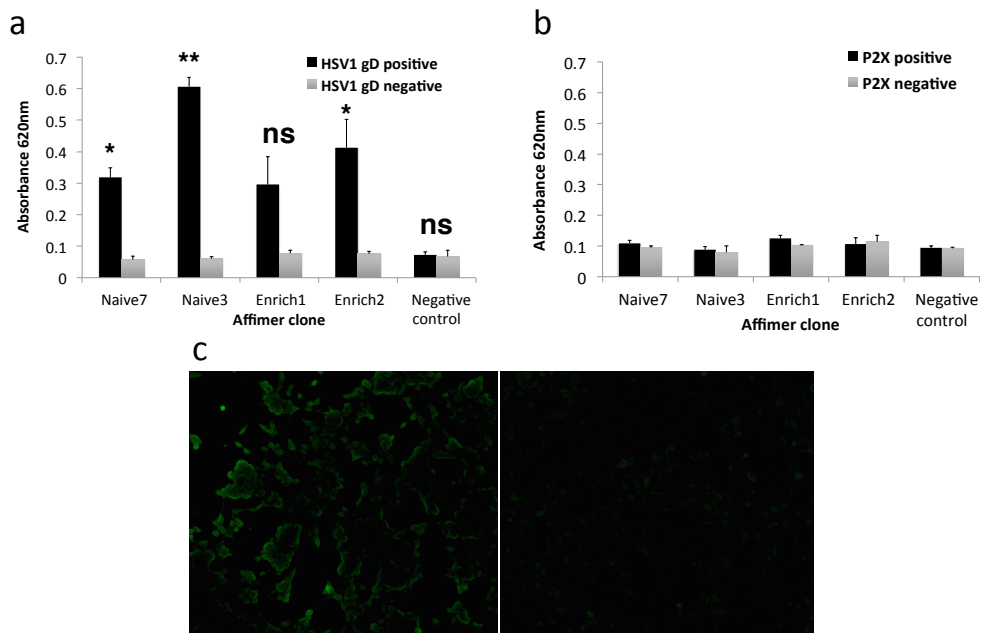 a
Absorbance 620nm
0.7
0.6
0.5
0.4
0.3
0.2
0.1
0
HSV1 gD positive
HSV1 gD negative
*
**
ns
*
ns
Naive7
Naive3
Enrich1
Enrich2
Negative control
Affimer clone
b
Absorbance 620nm
0.7
0.6
0.5
0.4
0.3
0.2
0.1
0
P2X positive
P2X negative
Naive7
Naive3
Enrich1
Enrich2
Negative control
Affimer clone
c